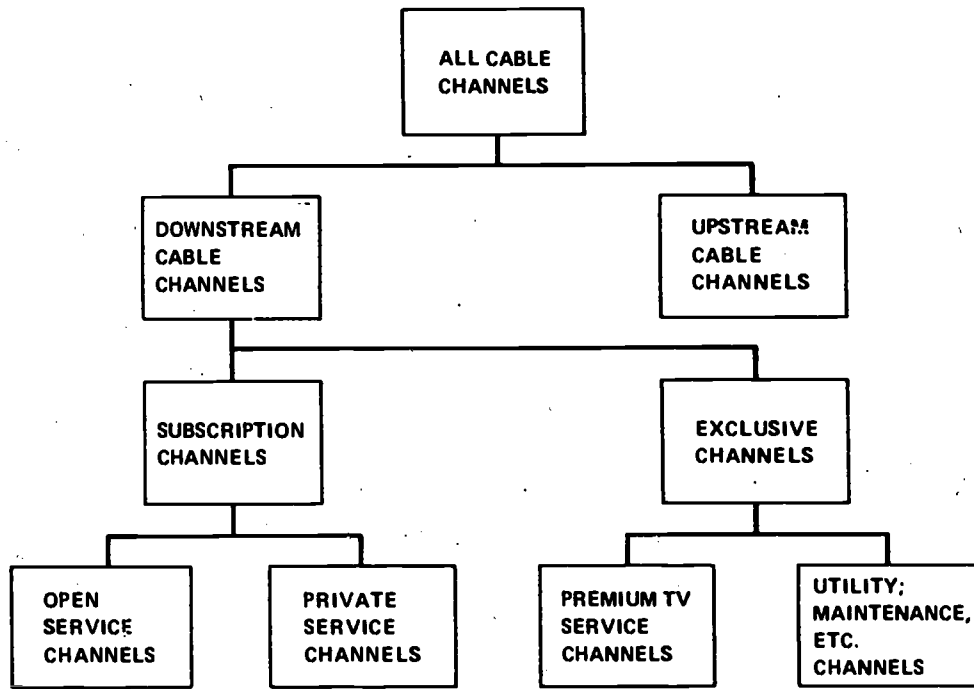 ALL CABLE
CHANNELS
DOWNSTREAM
CABLE
CHANNELS
UPSTREAM
CABLE
CHANNELS
SUBSCRIPTION
CHANNELS
EXCLUSIVE
CHANNELS
OPEN
SERVICE
CHANNELS
PRIVATE
SERVICE
CHANNELS
PREMIUM TV
SERVICE
CHANNELS
UTILITY;
MAINTENANCE,
ETC.
CHANNELS